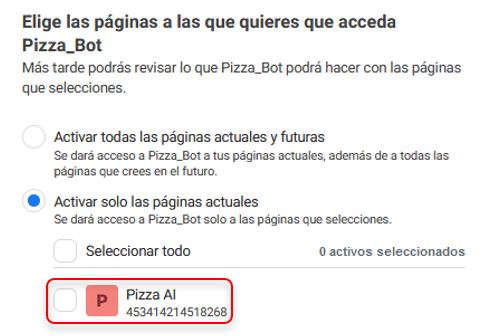 Elige las páginas a las que quieres que acceda
Pizza_Bot
Más tarde podrás revisar lo que Pizza_Bot podrá hacer con las páginas
que selecciones.
Activar todas las páginas actuales y futuras
Se dará acceso a Pizza_Bot a tus páginas actuales, además de a todas las
páginas que crees en el futuro.
Activar solo las páginas actuales
Se dará acceso a Pizza_Bot solo a las páginas que selecciones.
Seleccionar todo 0 activos seleccionados
P Pizza AI
453414214518268